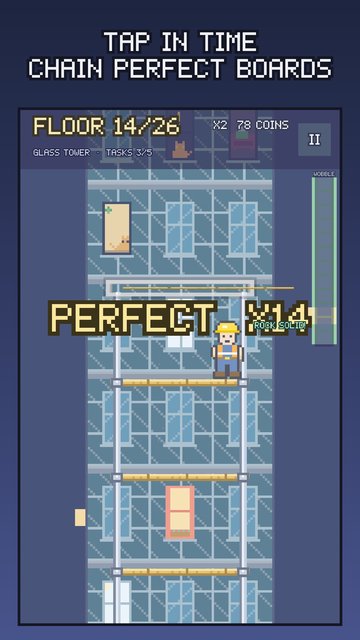 TAP IN TIME
CHAIN PERFECT BOARDS
FLOOR 14/26
X2 78 COINS
GLASS TOWER - TASKS 3/5
WOBBLE
PERFECT X14
ROCK SOLID